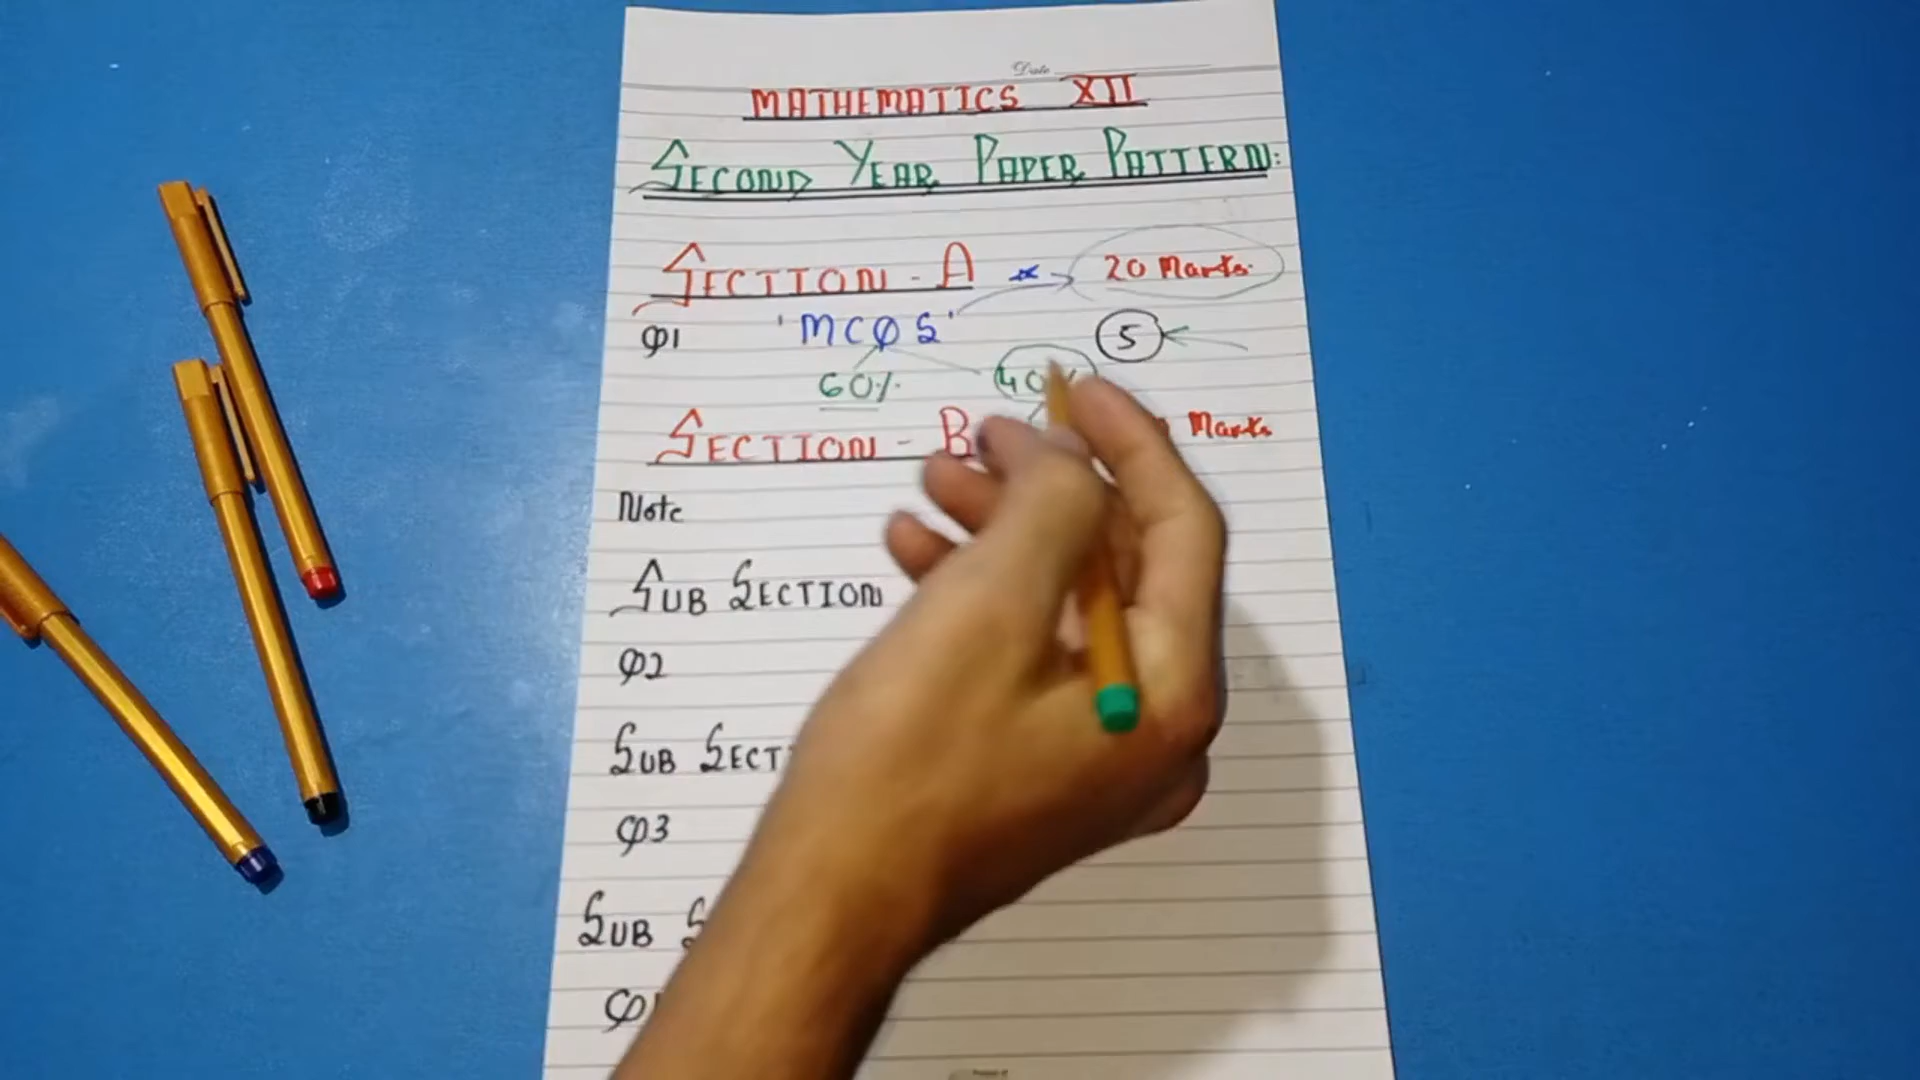 Date
MATHEMATICS XII
SECOND YEAR PAPER PATTERN:
SECTION - A * → 20 Marks.
Q1 'MCQS' 5
60% 40%
SECTION - B Marks
Note
SUB SECTION
Q2
SUB
Q3
SUB